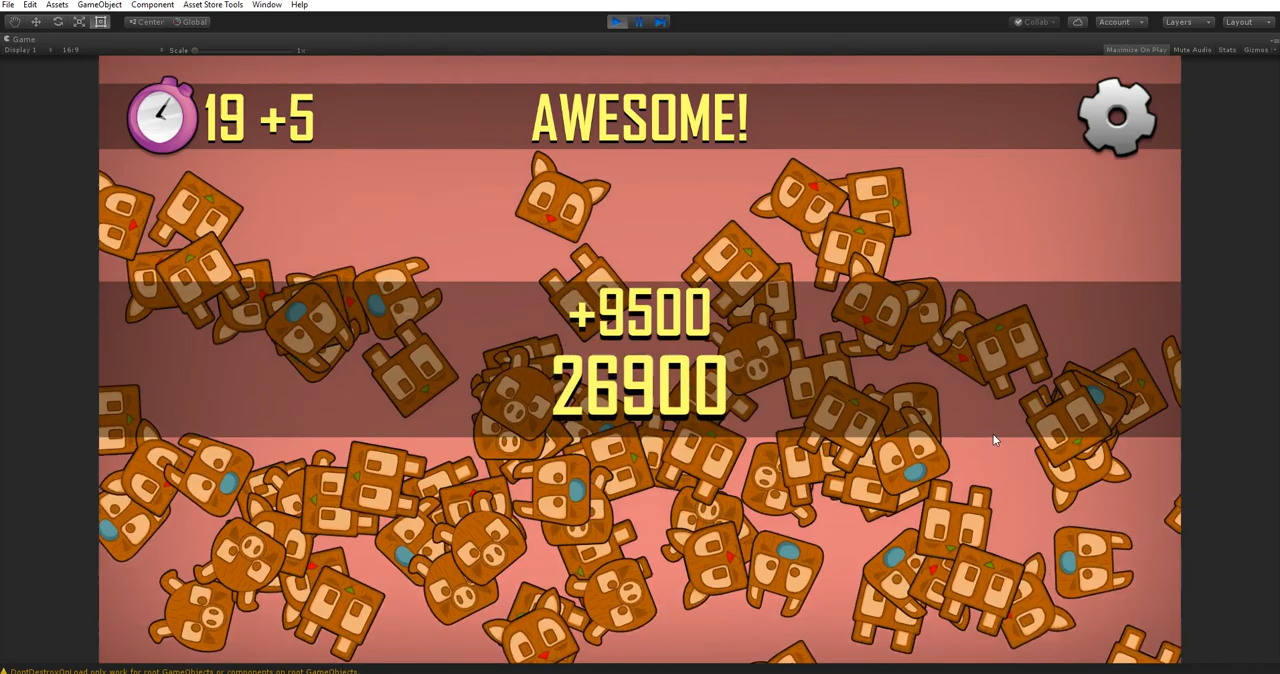 File Edit Assets GameObject Component Asset Store Tools Window Help
Center Global Collab Account Layers Layout
Game
Display 1 16:9 Scale 1x Maximize On Play Mute Audio Stats Gizmos
19 +5 AWESOME!
+9500
26900
DontDestroyOnLoad only work for root GameObjects or components on root GameObjects.